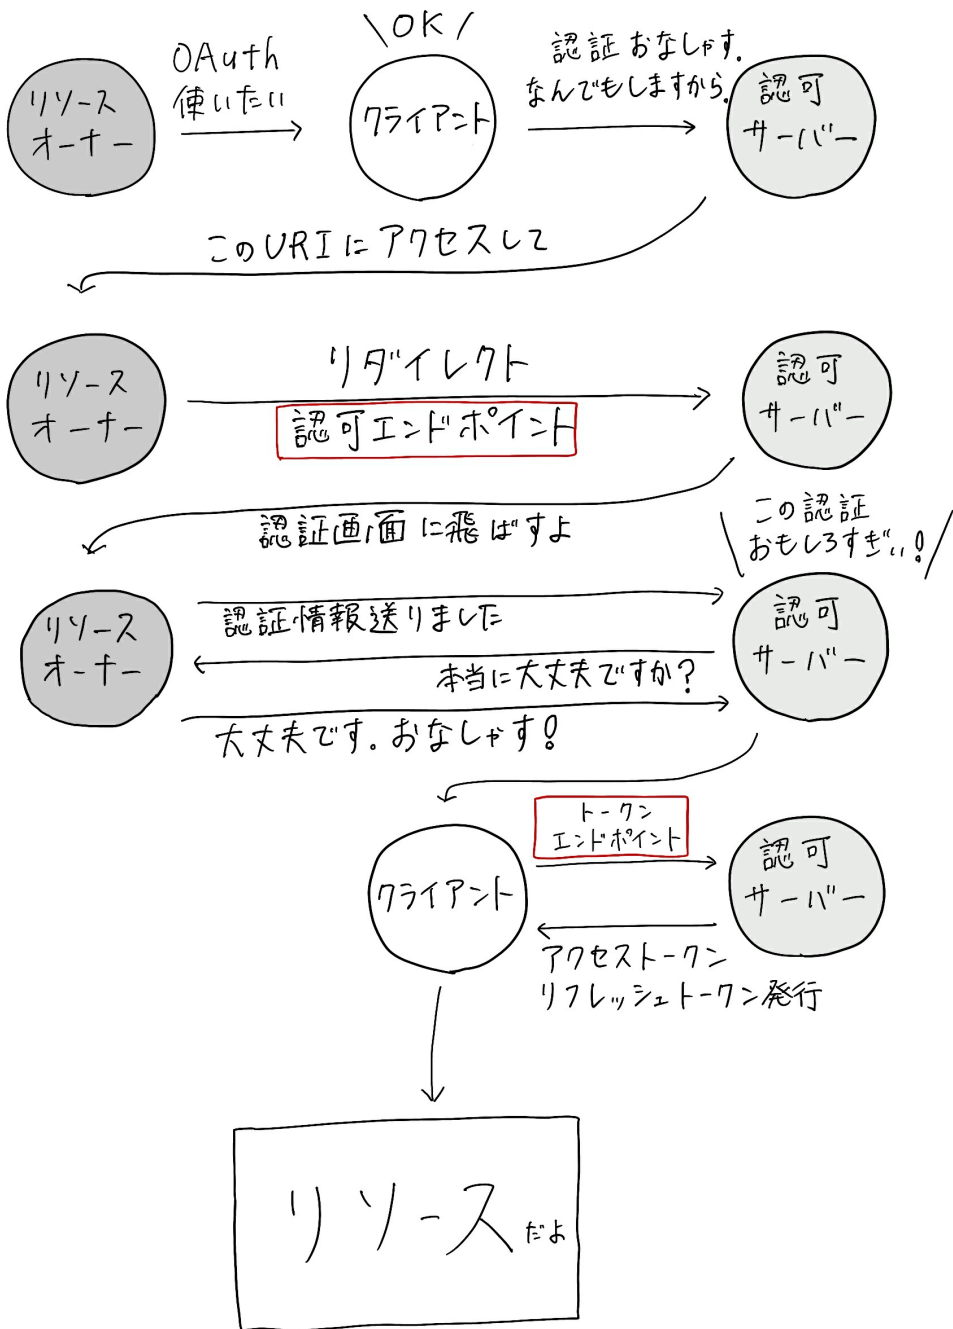 \OK/
OAuth
使いたい
認証おなしゃす.
なんでもしますから.
リソース
オーナー
クライアント
認可
サーバー
このURIにアクセスして
リソース
オーナー
リダイレクト
認可エンドポイント
認可
サーバー
認証画面に飛ばすよ
この認証
おもしろすぎぃ!
リソース
オーナー
認証情報送りました
本当に大丈夫ですか?
大丈夫です。おなしゃす!
認可
サーバー
トークン
エンドポイント
クライアント
認可
サーバー
アクセストークン
リフレッシュトークン発行
リソースだよ